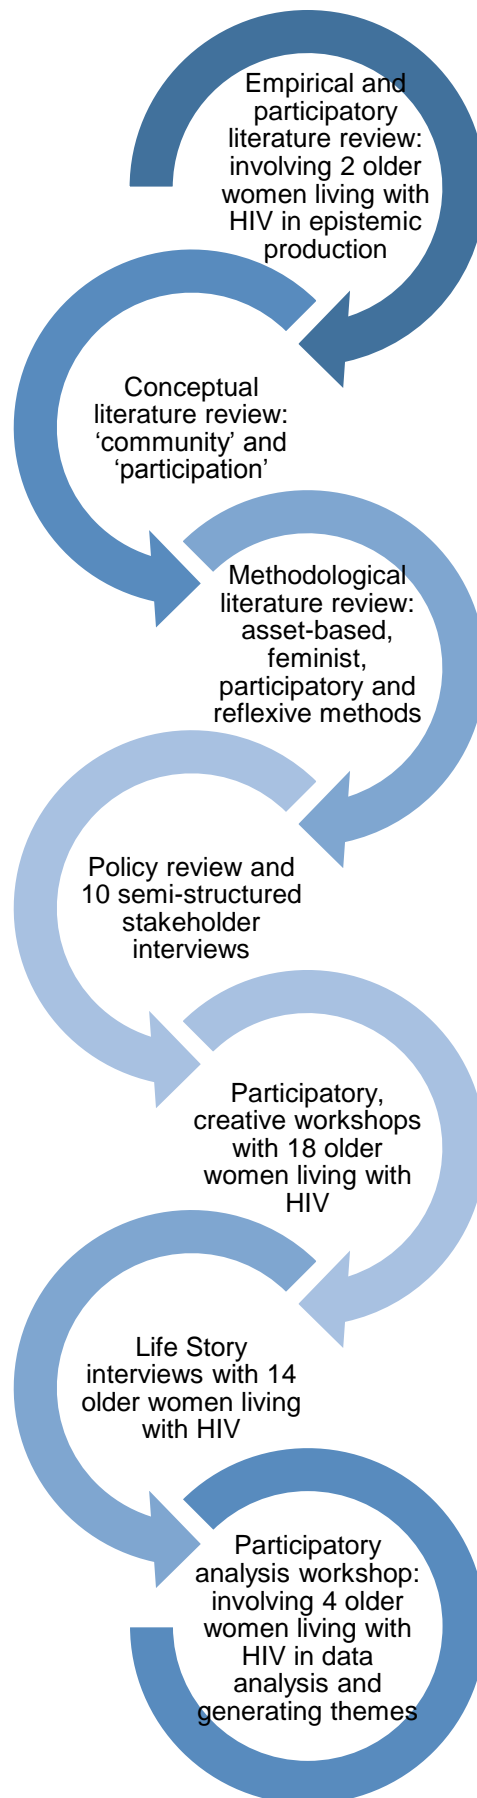 Empirical and
participatory
literature review:
involving 2 older
women living with
HIV in epistemic
production
Conceptual
literature review:
‘community’ and
‘participation’
Methodological
literature review:
asset-based,
feminist,
participatory and
reflexive methods
Policy review and
10 semi-structured
stakeholder
interviews
Participatory,
creative workshops
with 18 older
women living with
HIV
Life Story
interviews with 14
older women living
with HIV
Participatory
analysis workshop:
involving 4 older
women living with
HIV in data
analysis and
generating themes